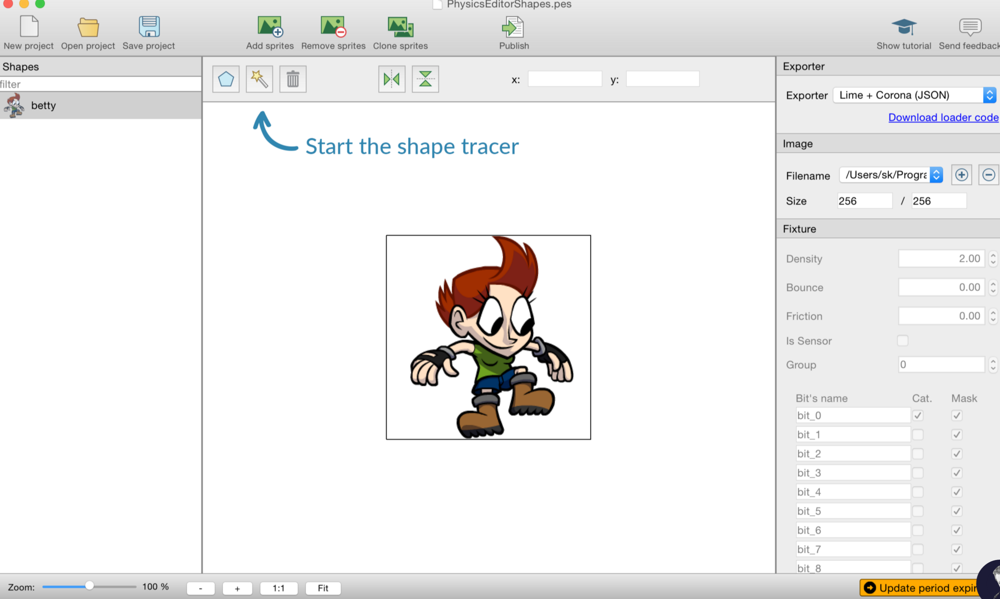 PhysicsEditorShapes.pes
New project Open project Save project Add sprites Remove sprites Clone sprites Publish Show tutorial Send feedback
Shapes
filter
betty
x: y:
Start the shape tracer
Exporter
Exporter Lime + Corona (JSON)
Download loader code
Image
Filename /Users/sk/Progra
Size 256 / 256
Fixture
Density 2.00
Bounce 0.00
Friction 0.00
Is Sensor
Group 0
Bit's name Cat. Mask
bit_0
bit_1
bit_2
bit_3
bit_4
bit_5
bit_6
bit_7
bit_8
Zoom: 100 % - + 1:1 Fit Update period expir